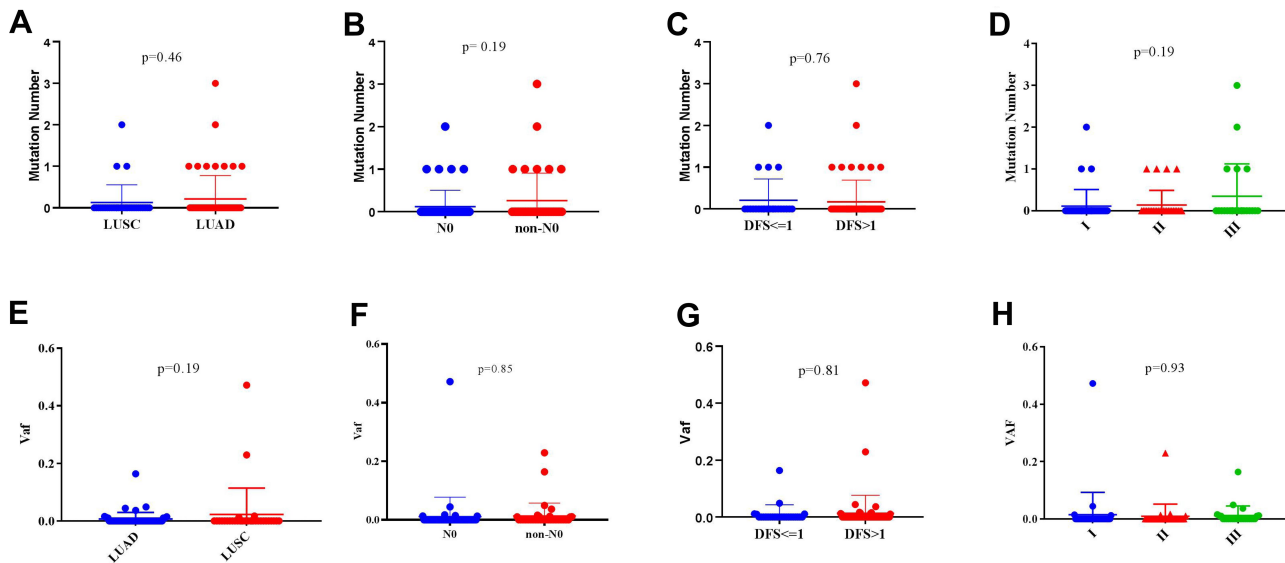 A
p=0.46
Mutation Number
4
3
2
1
0
LUSC
LUAD
B
p= 0.19
Mutation Number
4
3
2
1
0
N0
non-N0
C
p=0.76
Mutation Number
4
3
2
1
0
DFS<=1
DFS>1
D
p=0.19
Mutation Number
4
3
2
1
0
I
II
III
E
p=0.19
Vaf
0.6
0.4
0.2
0.0
LUAD
LUSC
F
p=0.85
Vaf
0.6
0.4
0.2
0.0
N0
non-N0
G
p=0.81
Vaf
0.6
0.4
0.2
0.0
DFS<=1
DFS>1
H
p=0.93
VAF
0.6
0.4
0.2
0.0
I
II
III